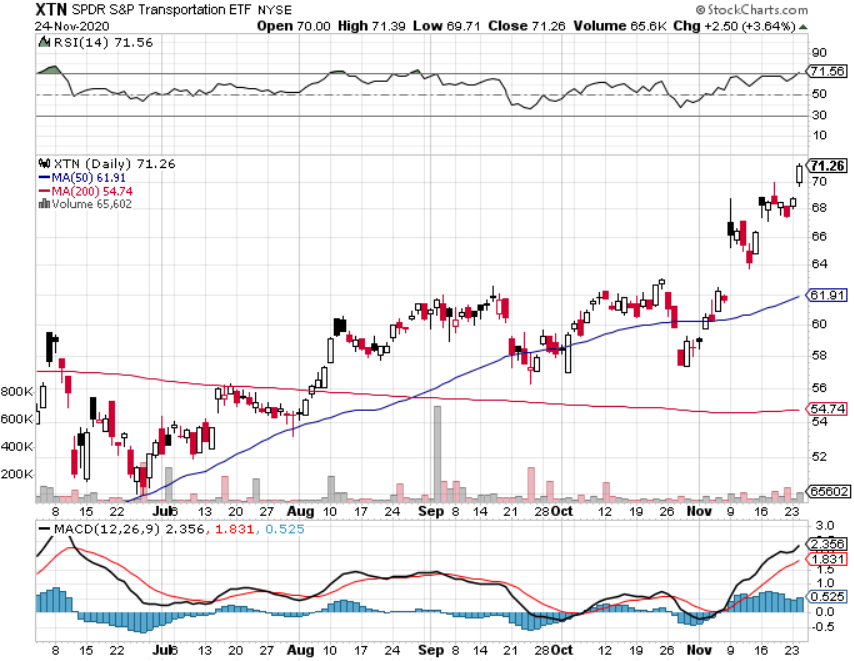 XTN SPDR S&P Transportation ETF NYSE © StockCharts.com
24-Nov-2020 Open 70.00 High 71.39 Low 69.71 Close 71.26 Volume 65.6K Chg +2.50 (+3.64%)
RSI(14) 71.56
90
71.56
50
30
10
XTN (Daily) 71.26
MA(50) 61.91
MA(200) 54.74
Volume 65,602
71.26
70
68
66
64
61.91
60
58
56
54.74
54
52
65602
800K
600K
400K
200K
8 15 22 Jul 6 13 20 27 Aug 10 17 24 Sep 8 14 21 28 Oct 12 19 26 Nov 9 16 23
MACD(12,26,9) 2.356, 1.831, 0.525
3.0
2.356
1.831
1.5
1.0
0.525
0.0
-0.5
8 15 22 Jul 6 13 20 27 Aug 10 17 24 Sep 8 14 21 28 Oct 12 19 26 Nov 9 16 23